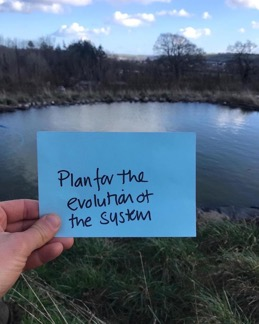 Plan for the
evolution of
the system